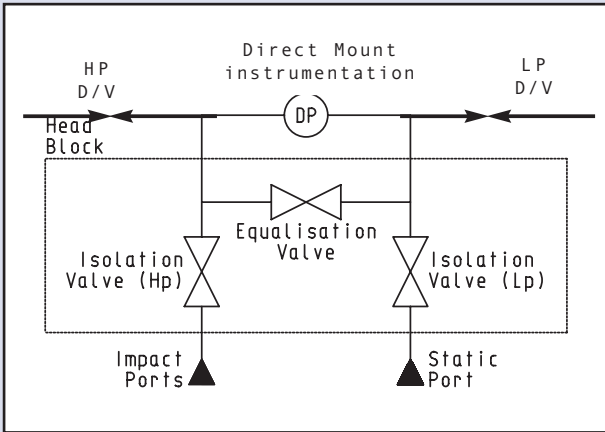 Direct Mount
instrumentation
HP
D/V
LP
D/V
DP
Head
Block
Equalisation
Valve
Isolation
Valve (Hp)
Isolation
Valve (Lp)
Impact
Ports
Static
Port